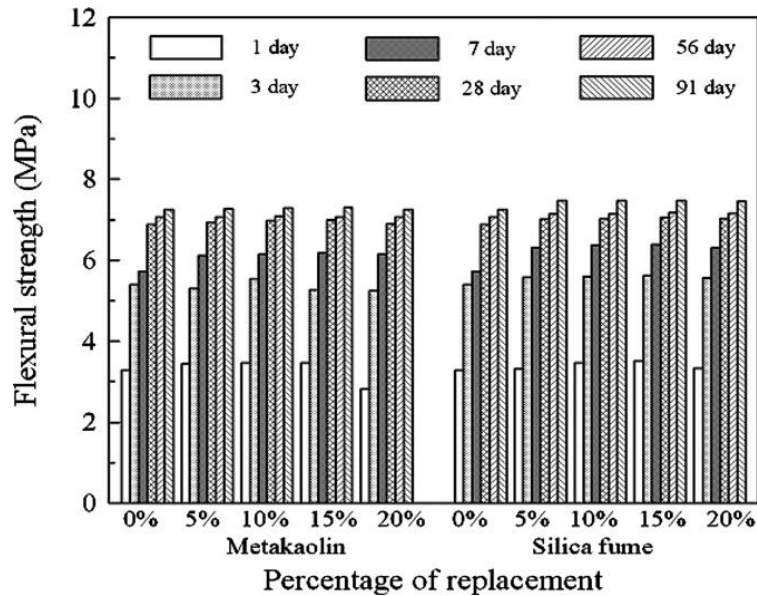 12
10
8
6
4
2
0
Flexural strength (MPa)
1 day
7 day
56 day
3 day
28 day
91 day
0% 5% 10% 15% 20% 0% 5% 10% 15% 20%
Metakaolin Silica fume
Percentage of replacement